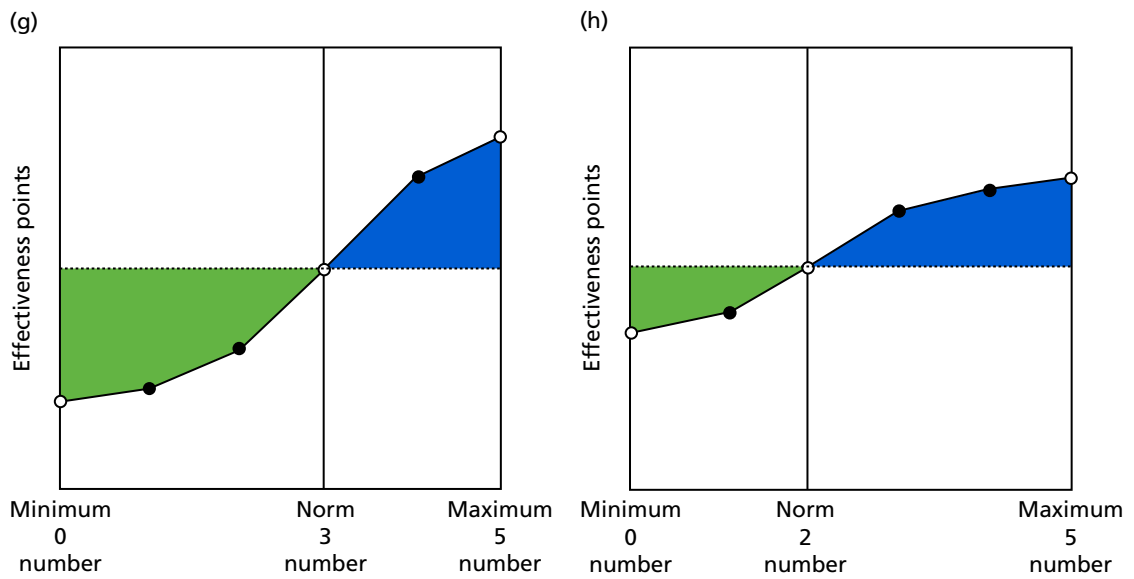 (g)
Effectiveness points
Minimum
0
number
Norm
3
number
Maximum
5
number
(h)
Effectiveness points
Minimum
0
number
Norm
2
number
Maximum
5
number